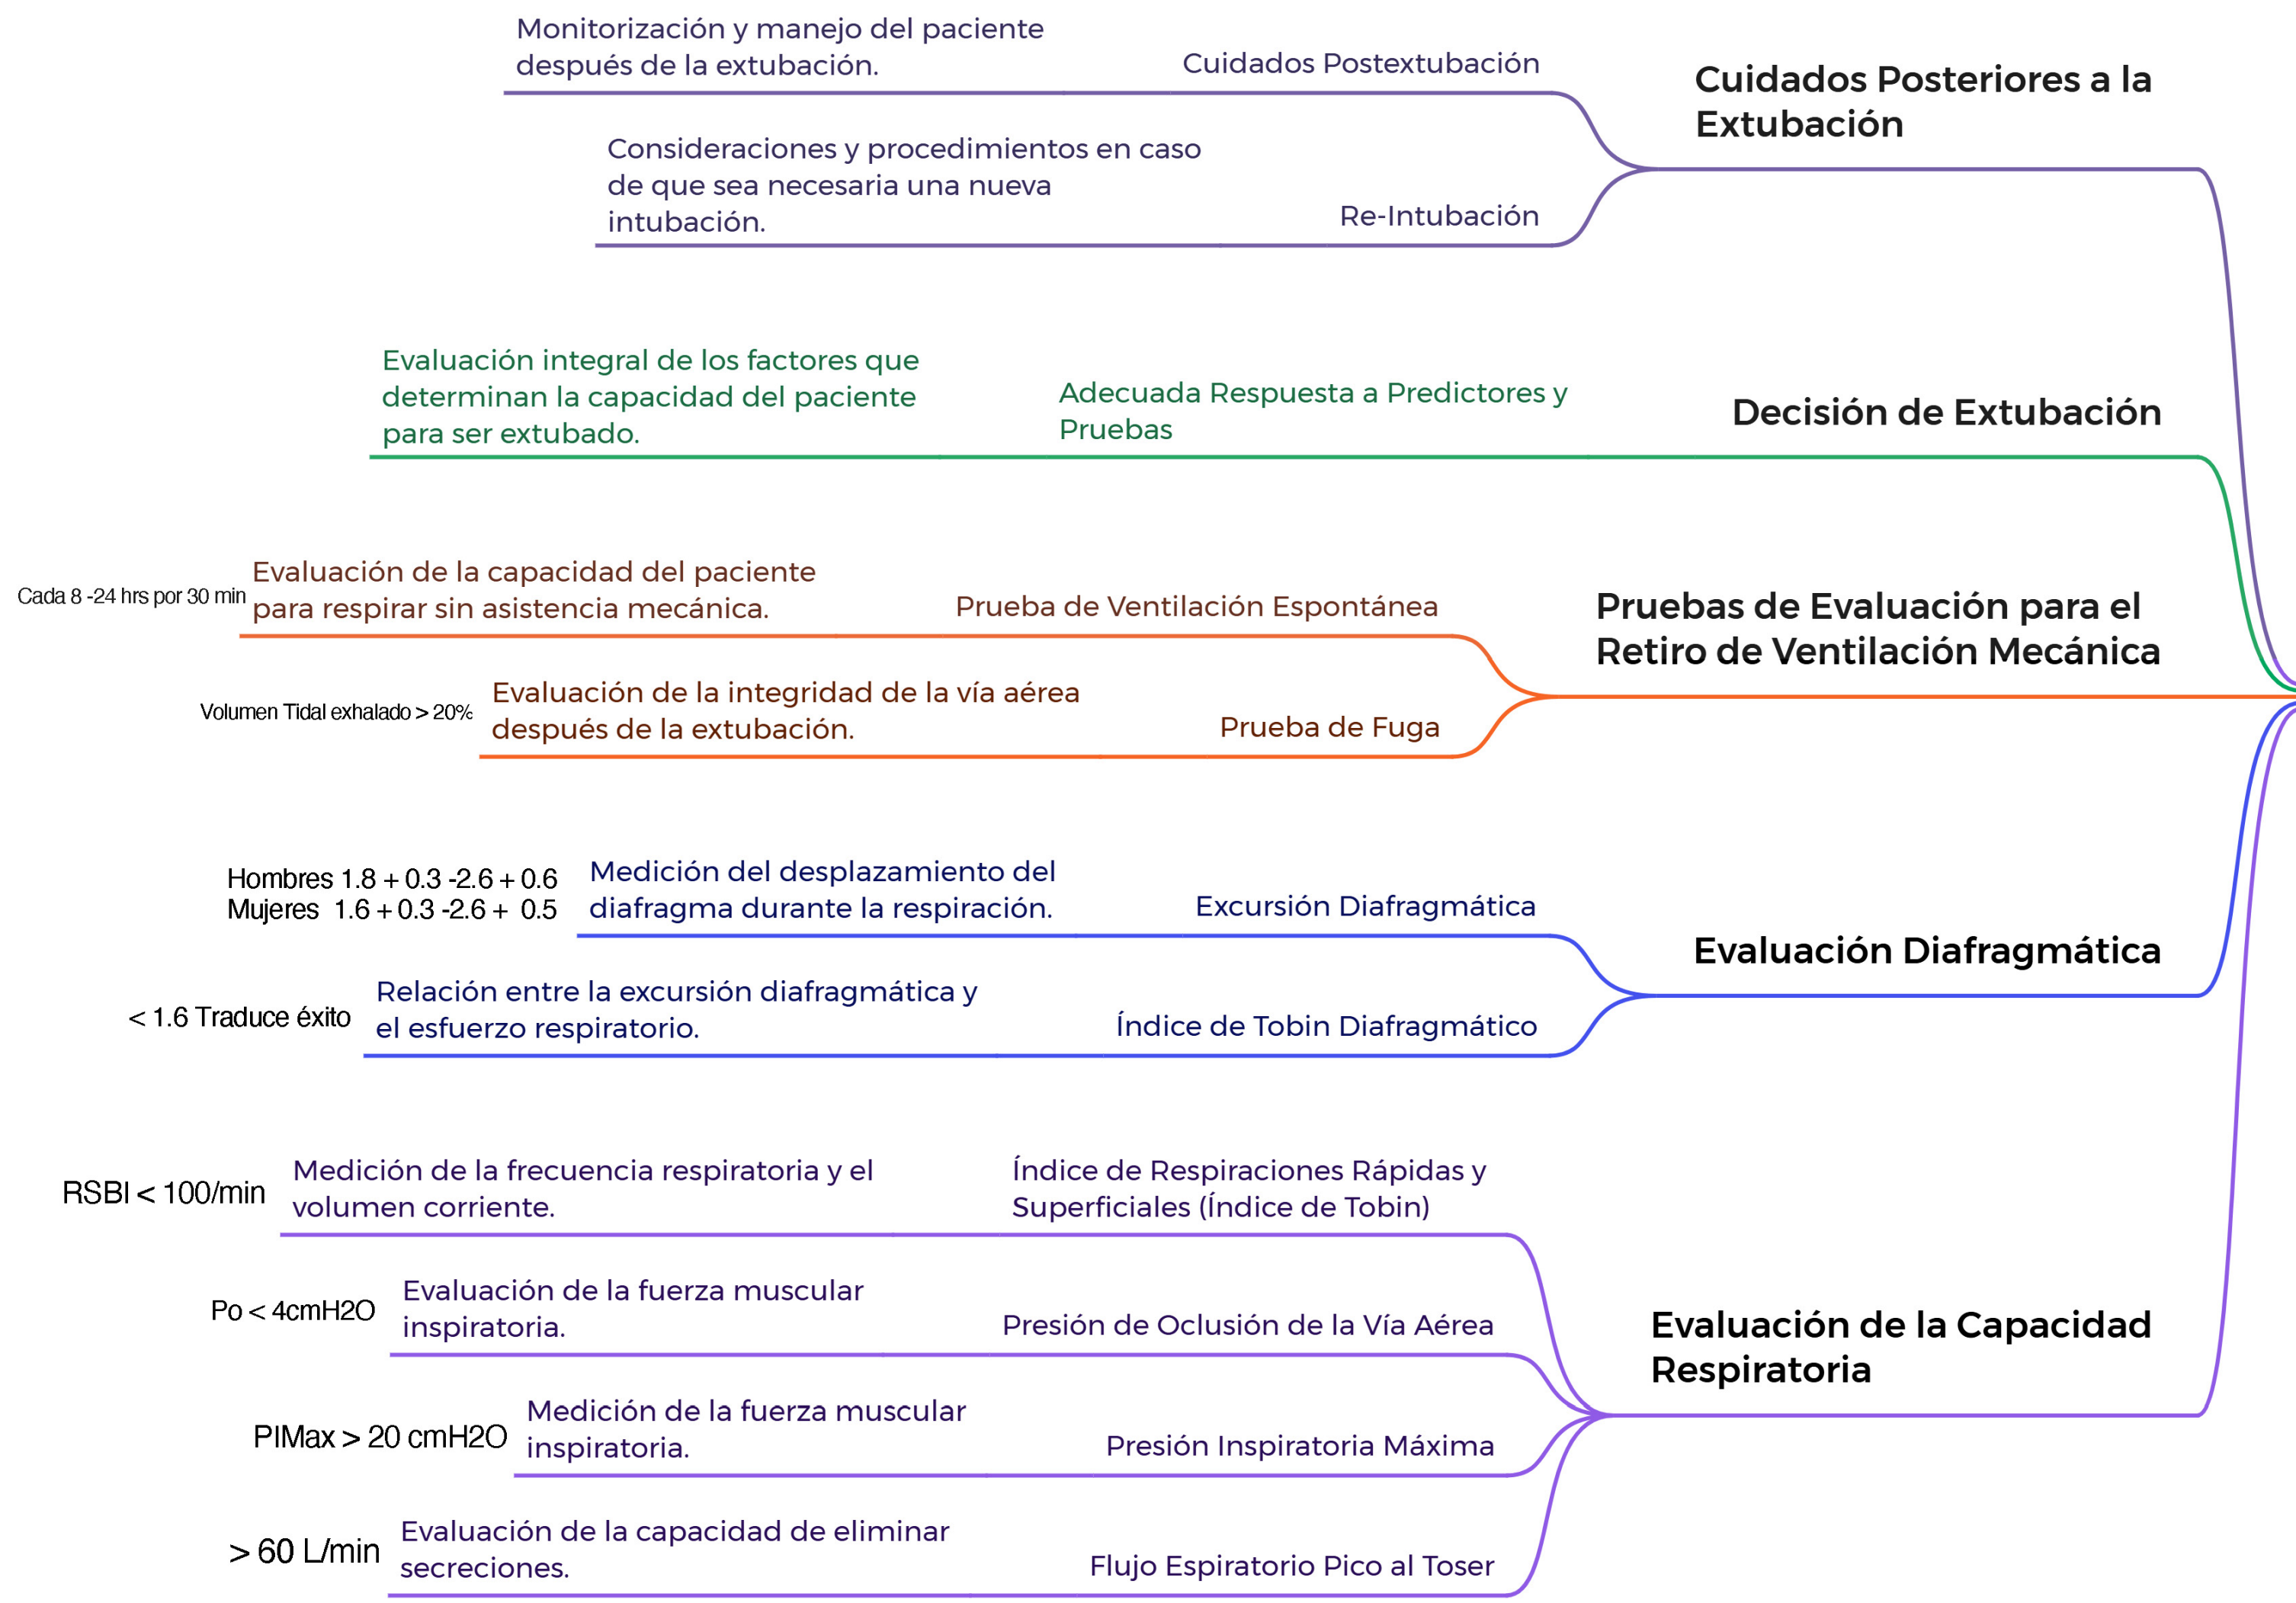 Monitorización y manejo del paciente
después de la extubación.
Cuidados Postextubación
Cuidados Posteriores a la
Extubación
Consideraciones y procedimientos en caso
de que sea necesaria una nueva
intubación.
Re-Intubación
Evaluación integral de los factores que
determinan la capacidad del paciente
para ser extubado.
Adecuada Respuesta a Predictores y
Pruebas
Decisión de Extubación
Cada 8 -24 hrs por 30 min
Evaluación de la capacidad del paciente
para respirar sin asistencia mecánica.
Prueba de Ventilación Espontánea
Pruebas de Evaluación para el
Retiro de Ventilación Mecánica
Volumen Tidal exhalado > 20%
Evaluación de la integridad de la vía aérea
después de la extubación.
Prueba de Fuga
Hombres 1.8 + 0.3 -2.6 + 0.6
Mujeres 1.6 + 0.3 -2.6 + 0.5
Medición del desplazamiento del
diafragma durante la respiración.
Excursión Diafragmática
Evaluación Diafragmática
< 1.6 Traduce éxito
Relación entre la excursión diafragmática y
el esfuerzo respiratorio.
Índice de Tobin Diafragmático
RSBI < 100/min
Medición de la frecuencia respiratoria y el
volumen corriente.
Índice de Respiraciones Rápidas y
Superficiales (Índice de Tobin)
Po < 4cmH2O
Evaluación de la fuerza muscular
inspiratoria.
Presión de Oclusión de la Vía Aérea
Evaluación de la Capacidad
Respiratoria
PIMax > 20 cmH2O
Medición de la fuerza muscular
inspiratoria.
Presión Inspiratoria Máxima
> 60 L/min
Evaluación de la capacidad de eliminar
secreciones.
Flujo Espiratorio Pico al Toser